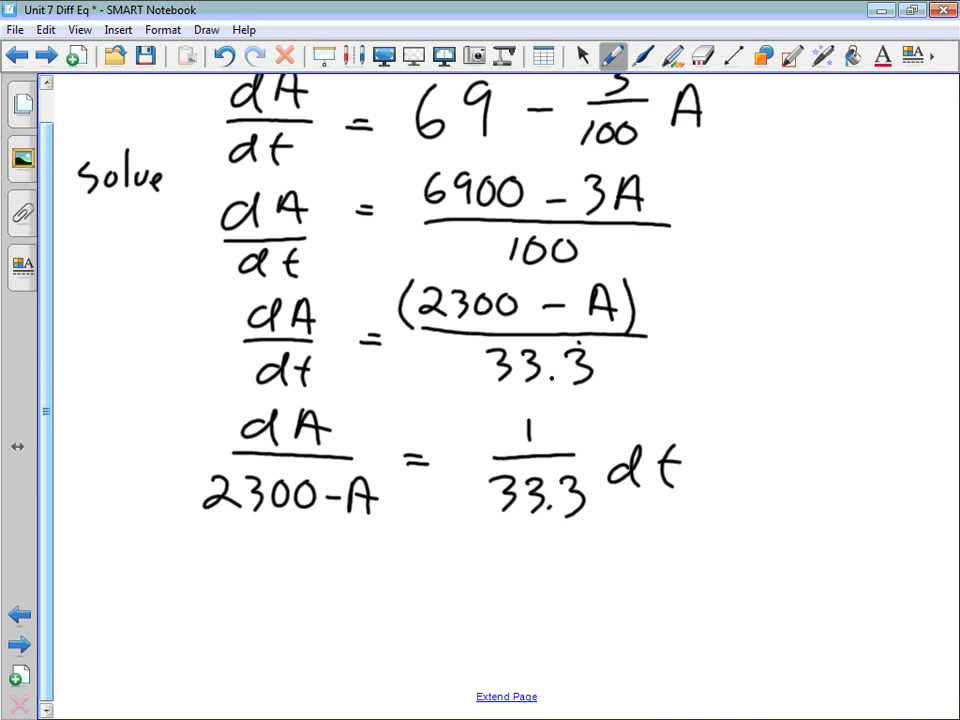 Unit 7 Diff Eq * - SMART Notebook
File Edit View Insert Format Draw Help
dA/dt = 69 - 3/100 A
solve
dA/dt = 6900 - 3A/100
dA/dt = (2300 - A)/33.3̇
dA/2300-A = 1/33.3 dt
Extend Page